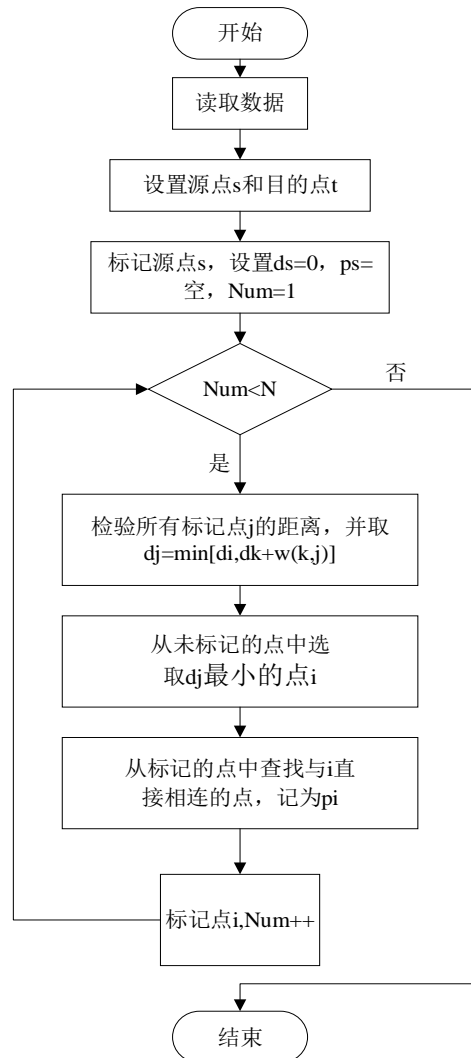 开始
读取数据
设置源点s和目的点t
标记源点s，设置ds=0，ps=
空，Num=1
Num<N
否
是
检验所有标记点j的距离，并取
dj=min[di,dk+w(k,j)]
从未标记的点中选
取dj最小的点i
从标记的点中查找与i直
接相连的点，记为pi
标记点i,Num++
结束